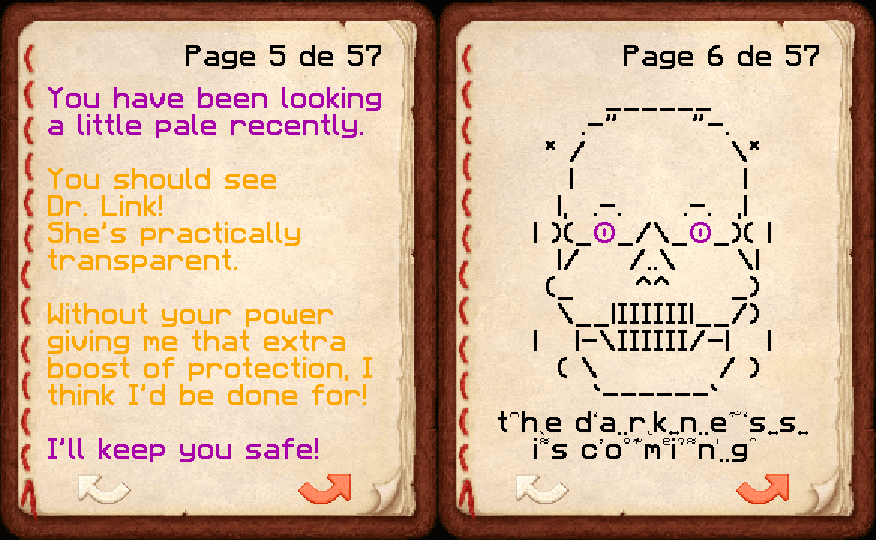 Page 5 de 57
You have been looking
a little pale recently.
You should see
Dr. Link!
She's practically
transparent.
Without your power
giving me that extra
boost of protection, I
think I'd be done for!
I'll keep you safe!
Page 6 de 57
the darkness
is coming